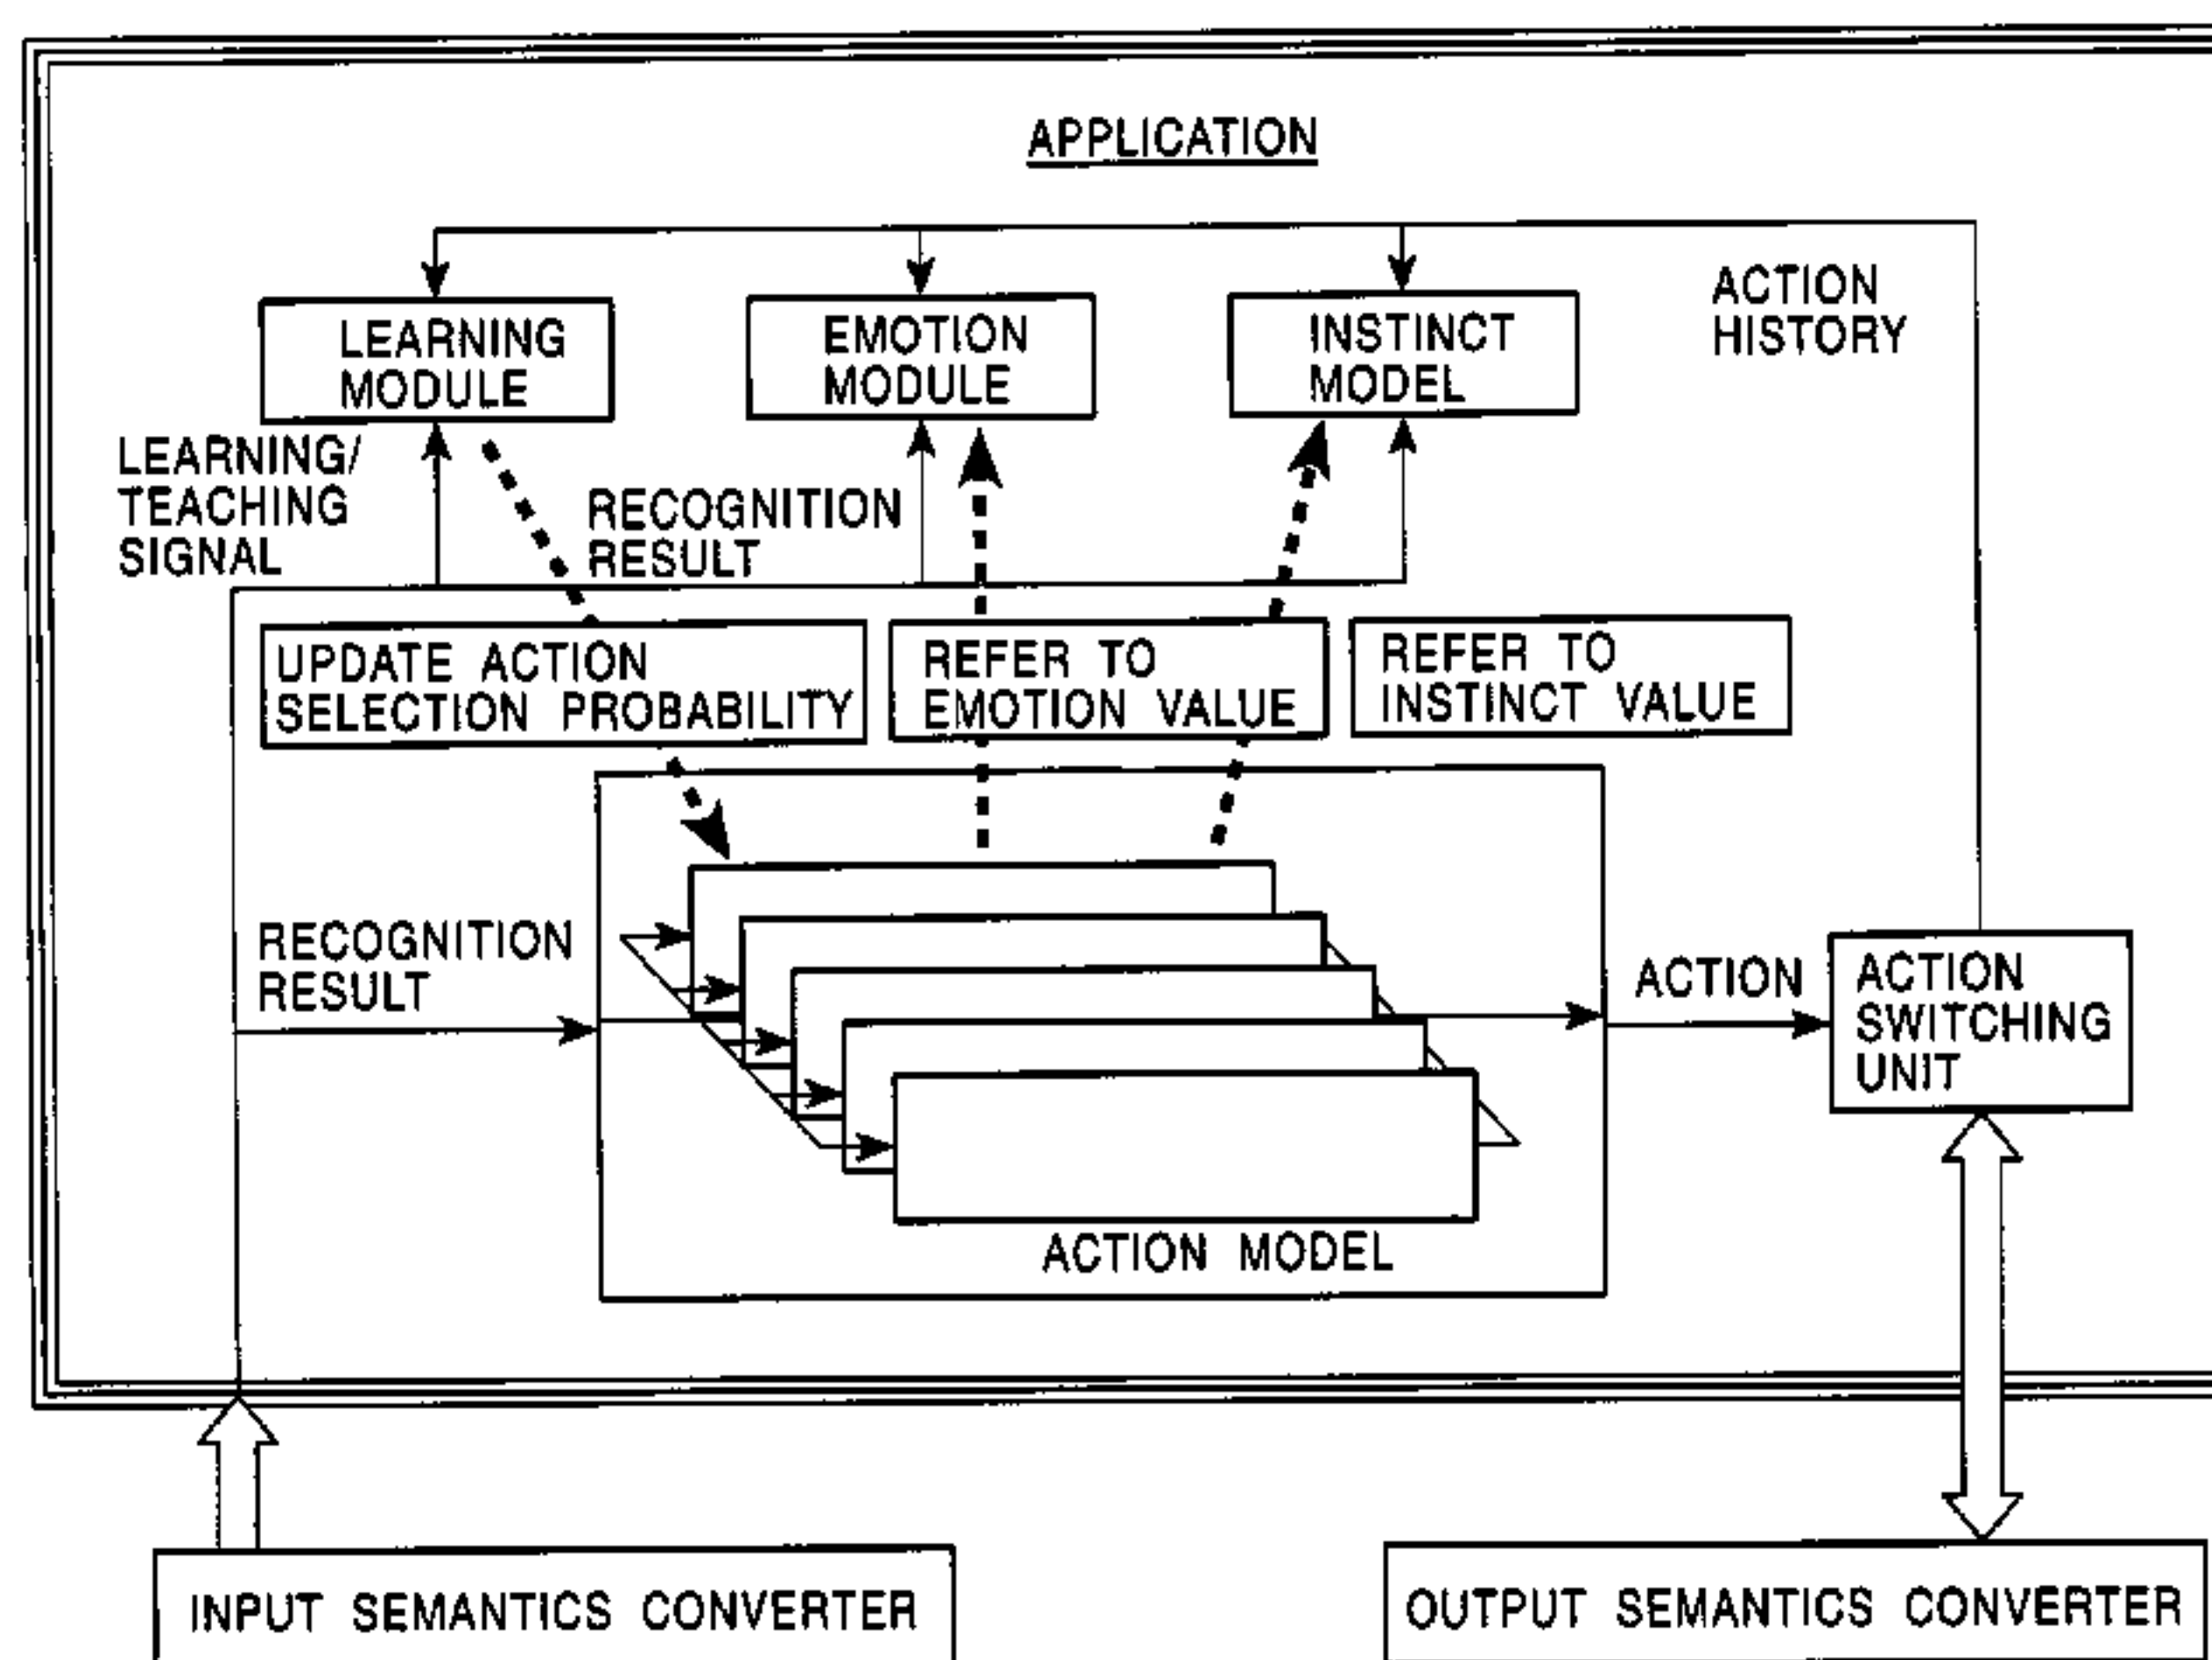 APPLICATION
ACTION
HISTORY
LEARNING
MODULE
EMOTION
MODULE
INSTINCT
MODEL
LEARNING/
TEACHING
SIGNAL
RECOGNITION
RESULT
UPDATE ACTION
SELECTION PROBABILITY
REFER TO
EMOTION VALUE
REFER TO
INSTINCT VALUE
RECOGNITION
RESULT
ACTION
ACTION
SWITCHING
UNIT
ACTION MODEL
INPUT SEMANTICS CONVERTER
OUTPUT SEMANTICS CONVERTER